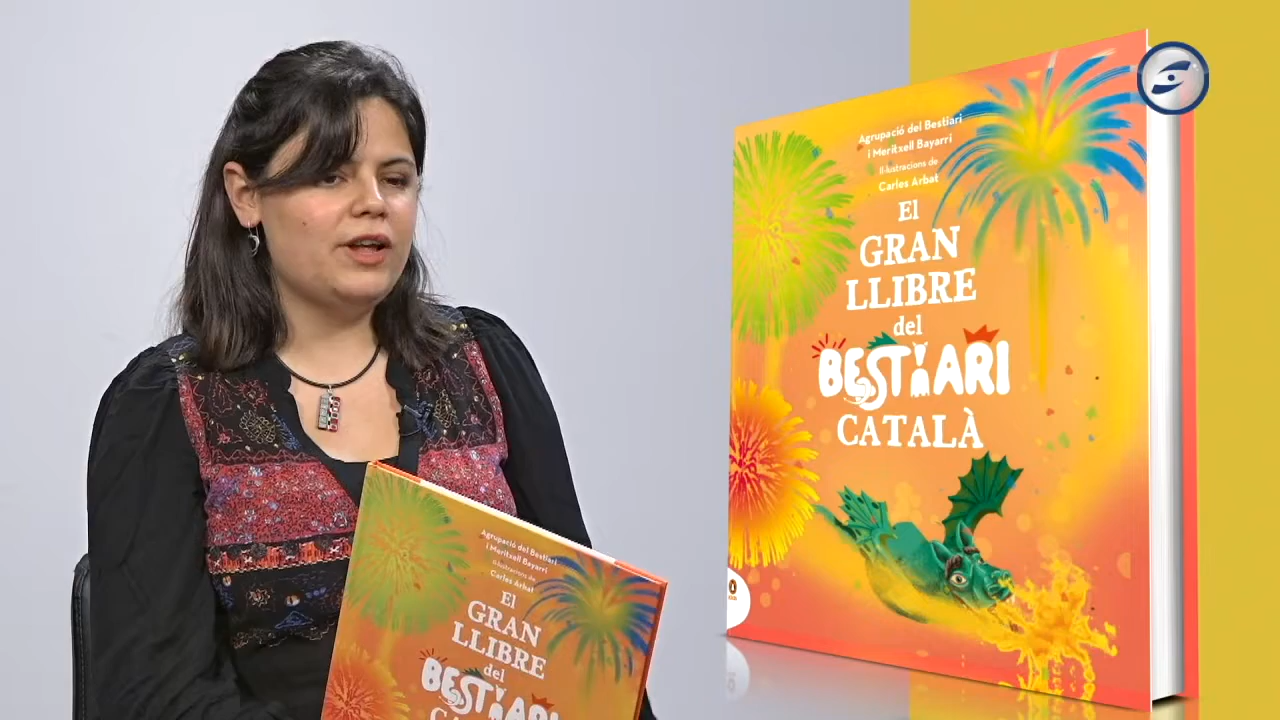 Agrupació del Bestiari
i Meritxell Bayarri
Il·lustracions de
Carles Arbat
El
GRAN
LLIBRE
del
BESTIARI
CATALÀ
Agrupació del Bestiari
i Meritxell Bayarri
Il·lustracions de
Carles Arbat
El
GRAN
LLIBRE
del
BESTIARI